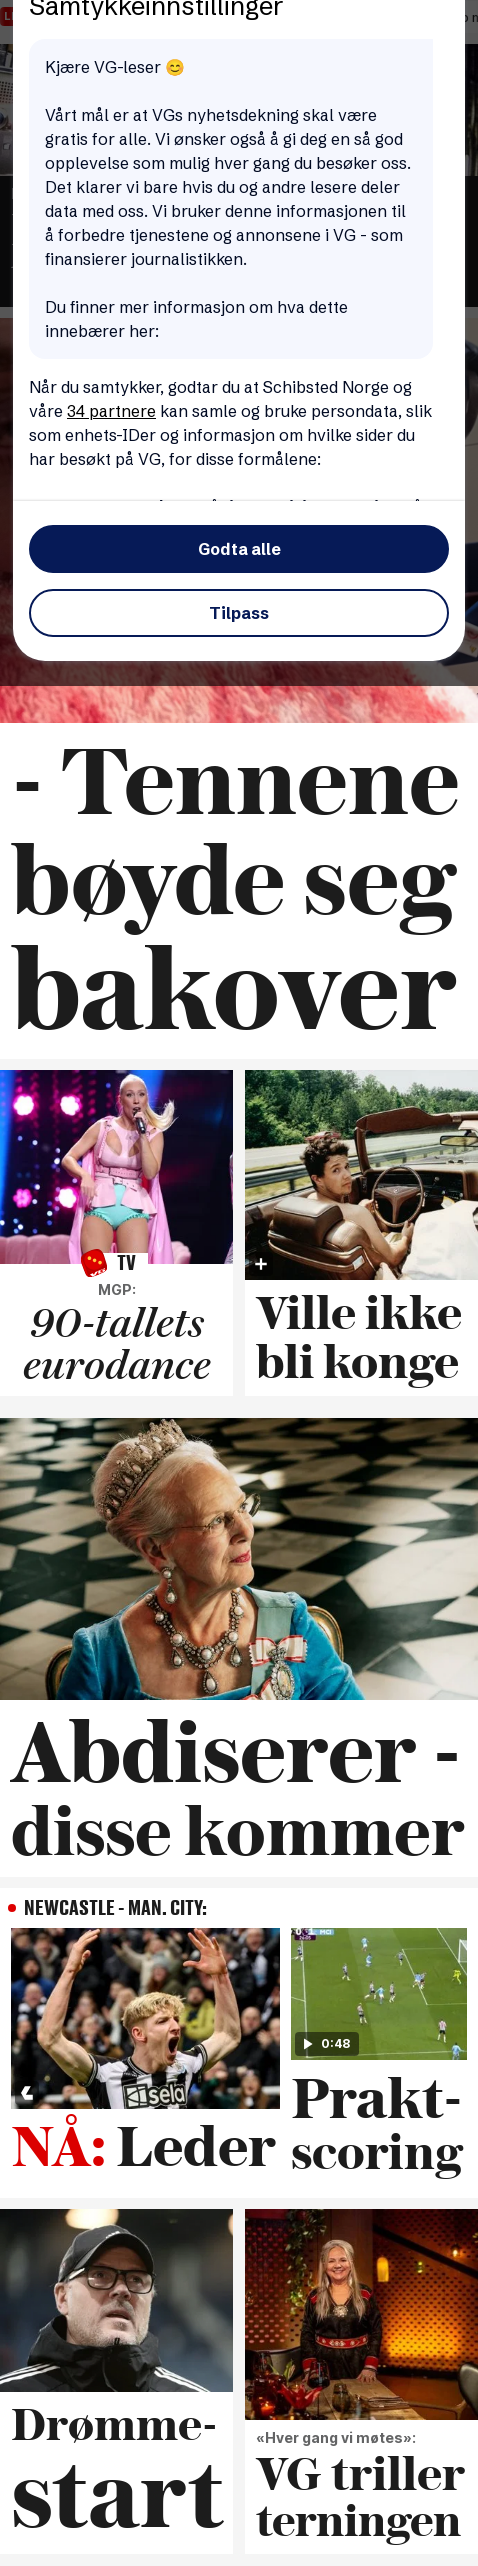 Samtykkeinnstillinger
Kjære VG-leser 😊
Vårt mål er at VGs nyhetsdekning skal være
gratis for alle. Vi ønsker også å gi deg en så god
opplevelse som mulig hver gang du besøker oss.
Det klarer vi bare hvis du og andre lesere deler
data med oss. Vi bruker denne informasjonen til
å forbedre tjenestene og annonsene i VG - som
finansierer journalistikken.
Du finner mer informasjon om hva dette
innebærer her:
Når du samtykker, godtar du at Schibsted Norge og
våre 34 partnere kan samle og bruke persondata, slik
som enhets-IDer og informasjon om hvilke sider du
har besøkt på VG, for disse formålene:
Godta alle
Tilpass
- Tennene
bøyde seg
bakover
TV
MGP:
90-tallets
eurodance
Ville ikke
bli konge
Abdiserer -
disse kommer
NEWCASTLE - MAN. CITY:
sela
0:48
NÅ: Leder
Prakt-
scoring
Drømme-
start
«Hver gang vi møtes»:
VG triller
terningen